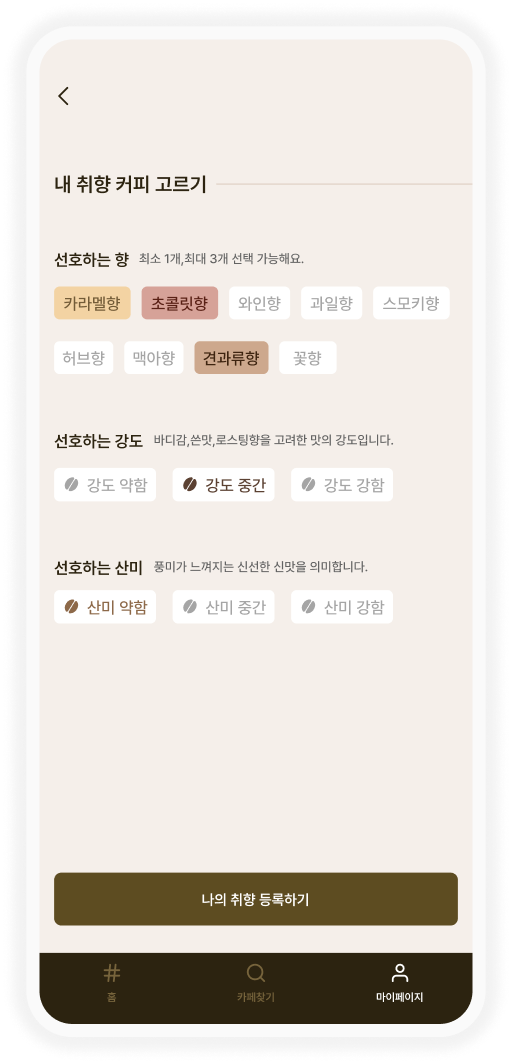 내 취향 커피 고르기
선호하는 향 최소 1개,최대 3개 선택 가능해요.
카라멜향 초콜릿향 와인향 과일향 스모키향
허브향 맥아향 견과류향 꽃향
선호하는 강도 바디감,쓴맛,로스팅향을 고려한 맛의 강도입니다.
강도 약함 강도 중간 강도 강함
선호하는 산미 풍미가 느껴지는 신선한 신맛을 의미합니다.
산미 약함 산미 중간 산미 강함
나의 취향 등록하기
홈 카페찾기 마이페이지